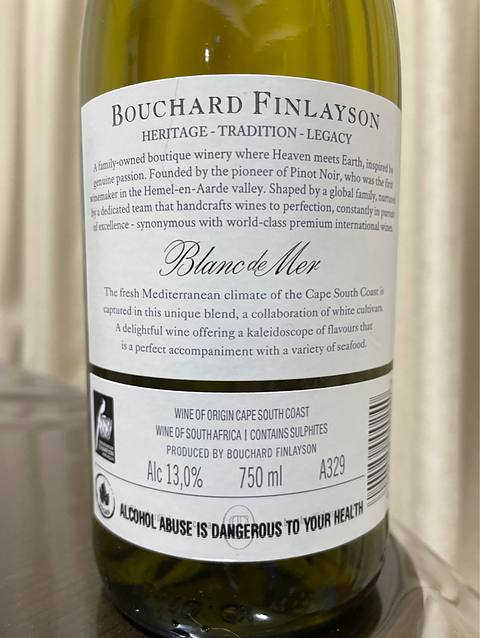 BOUCHARD FINLAYSON
HERITAGE - TRADITION - LEGACY
A family-owned boutique winery where Heaven meets Earth, inspired by
genuine passion. Founded by the pioneer of Pinot Noir, who was the first
winemaker in the Hemel-en-Aarde valley. Shaped by a global family, nurtured
by a dedicated team that handcrafts wines to perfection, constantly in pursuit
of excellence - synonymous with world-class premium international wines.
Blanc de Mer
The fresh Mediterranean climate of the Cape South Coast is
captured in this unique blend, a collaboration of white cultivars.
A delightful wine offering a kaleidoscope of flavours that
is a perfect accompaniment with a variety of seafood.
WINE OF ORIGIN CAPE SOUTH COAST
WINE OF SOUTH AFRICA | CONTAINS SULPHITES
PRODUCED BY BOUCHARD FINLAYSON
Alc 13,0% 750 ml A329
ALCOHOL ABUSE IS DANGEROUS TO YOUR HEALTH